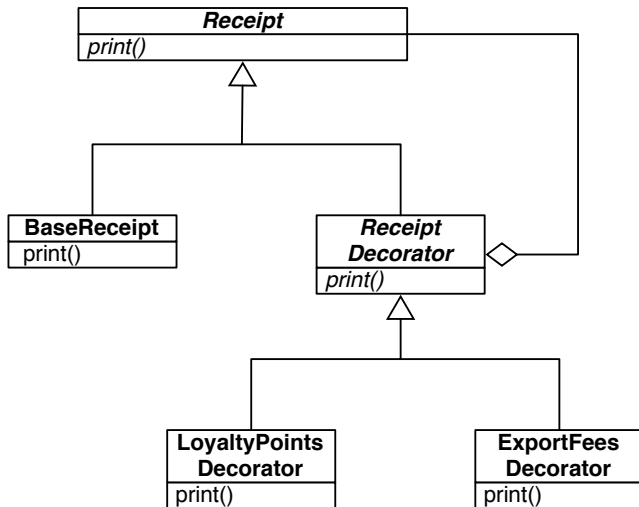 Receipt
print()
BaseReceipt
print()
Receipt
Decorator
print()
LoyaltyPoints
Decorator
print()
ExportFees
Decorator
print()